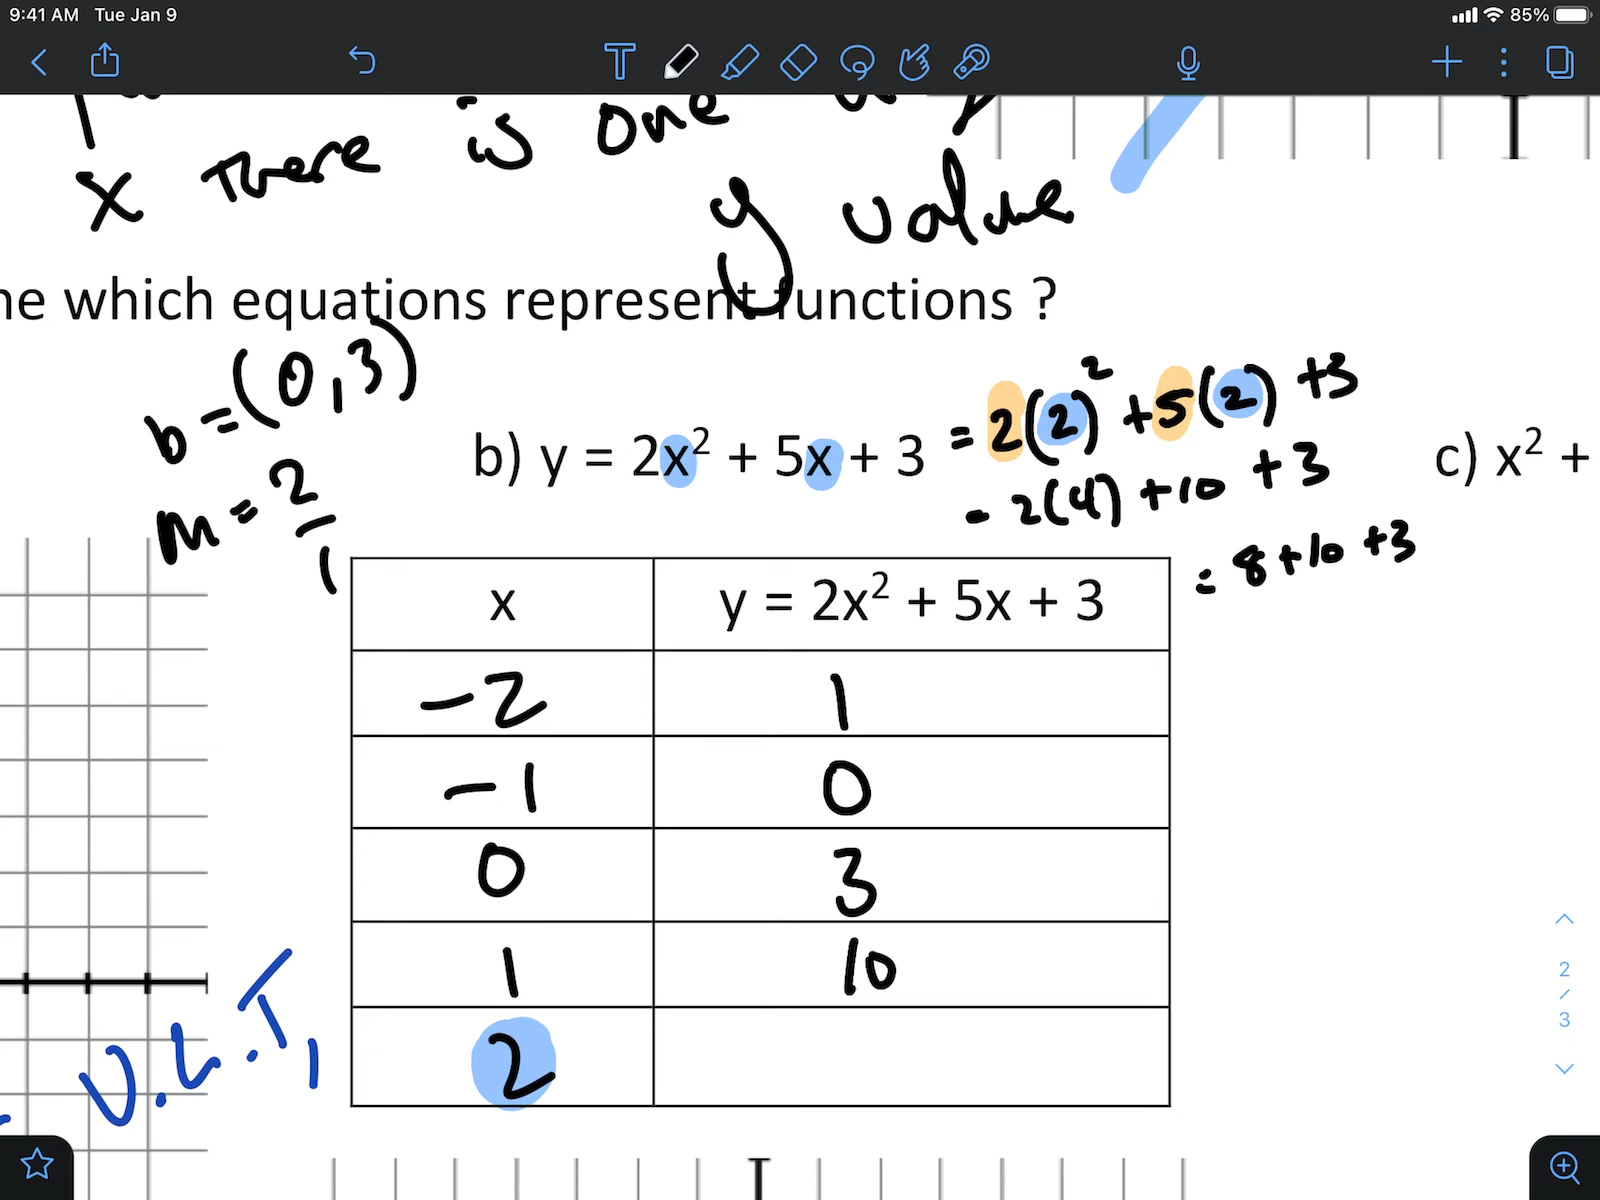 9:41 AM Tue Jan 9
85%
x There is one
y value
ne which equations represent functions ?
b = (0,3)
m = 2/1
b) y = 2x² + 5x + 3
= 2(2)² + 5(2) + 3
= 2(4) + 10 + 3
= 8 + 10 + 3
c) x² +
x y = 2x² + 5x + 3
-2 1
-1 0
0 3
1 10
2
V.L.T,
2
/
3